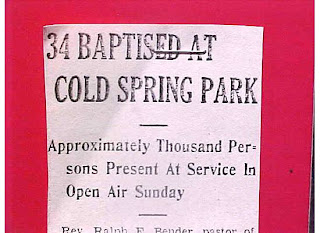 34 BAPTISED AT
COLD SPRING PARK
Approximately Thousand Per-
sons Present At Service In
Open Air Sunday
Rev. Ralph E. Bender, pastor of